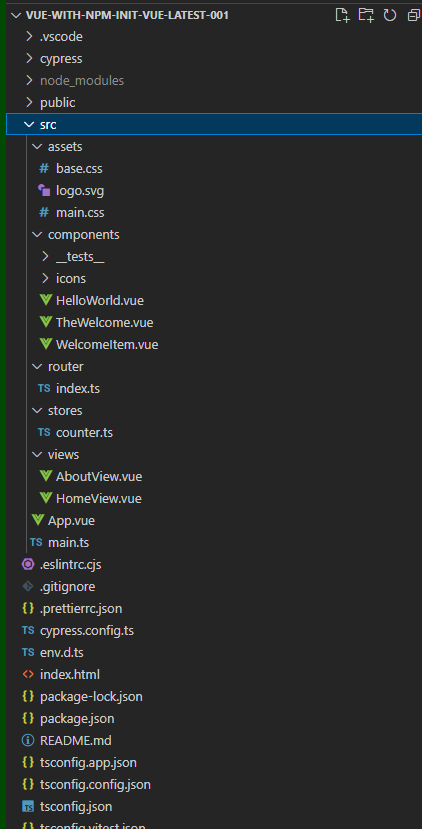 VUE-WITH-NPM-INIT-VUE-LATEST-001
.vscode
cypress
node_modules
public
src
assets
# base.css
logo.svg
# main.css
components
__tests__
icons
HelloWorld.vue
TheWelcome.vue
WelcomeItem.vue
router
TS index.ts
stores
TS counter.ts
views
AboutView.vue
HomeView.vue
App.vue
TS main.ts
.eslintrc.cjs
.gitignore
{} .prettierrc.json
TS cypress.config.ts
TS env.d.ts
<> index.html
{} package-lock.json
{} package.json
README.md
{} tsconfig.app.json
{} tsconfig.config.json
TS tsconfig.json
{} tsconfig.vitest.json